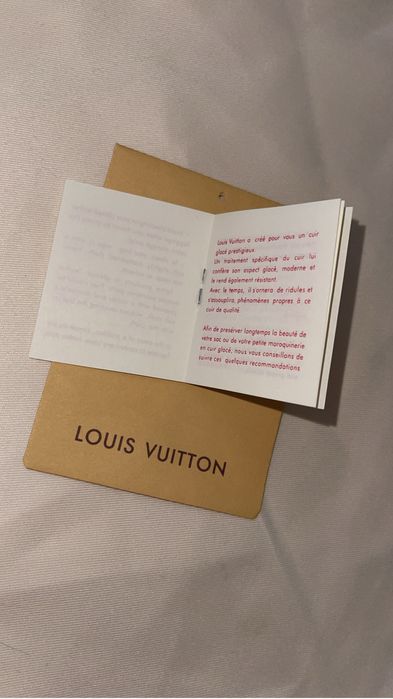 Louis Vuitton a créé pour vous un cuir
glacé prestigieux.
Un traitement spécifique du cuir lui
confère son aspect glacé, moderne et
le rend également résistant.
Avec le temps, il s'ornera de ridules et
s'assouplira, phénomènes propres à ce
cuir de qualité.
Afin de préserver longtemps la beauté de
votre sac ou de votre petite maroquinerie
en cuir glacé, nous vous conseillons de
suivre ces quelques recommandations
LOUIS VUITTON